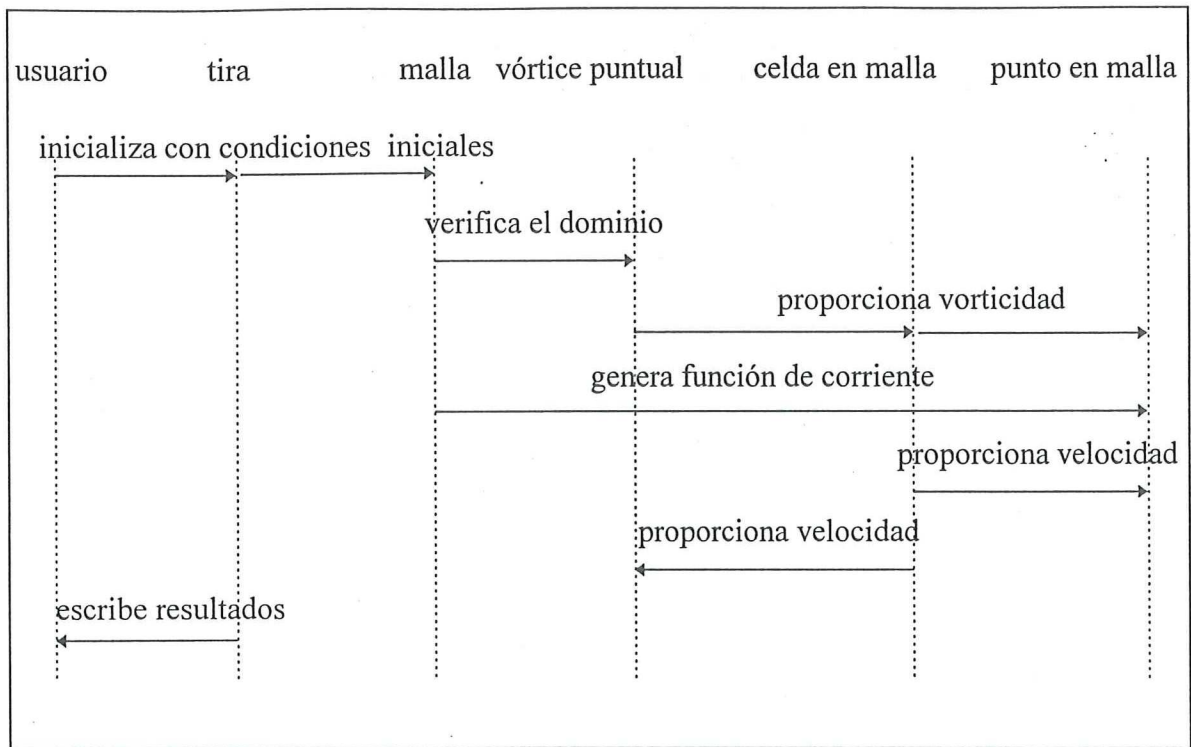 usuario tira malla vórtice puntual celda en malla punto en malla
inicializa con condiciones iniciales
verifica el dominio
proporciona vorticidad
genera función de corriente
proporciona velocidad
proporciona velocidad
escribe resultados